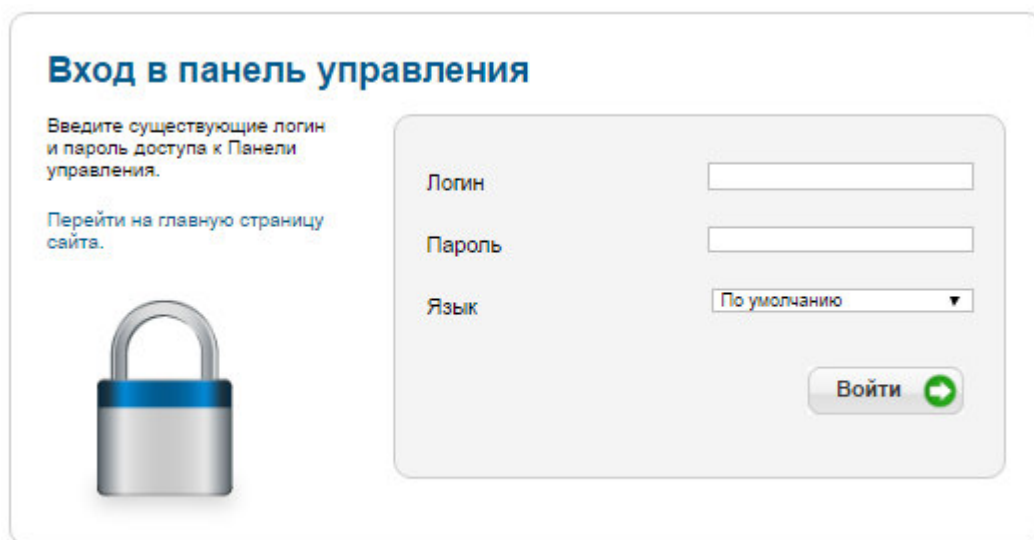 Вход в панель управления
Введите существующие логин
и пароль доступа к Панели
управления.
Перейти на главную страницу
сайта.
Логин
Пароль
Язык
По умолчанию
Войти